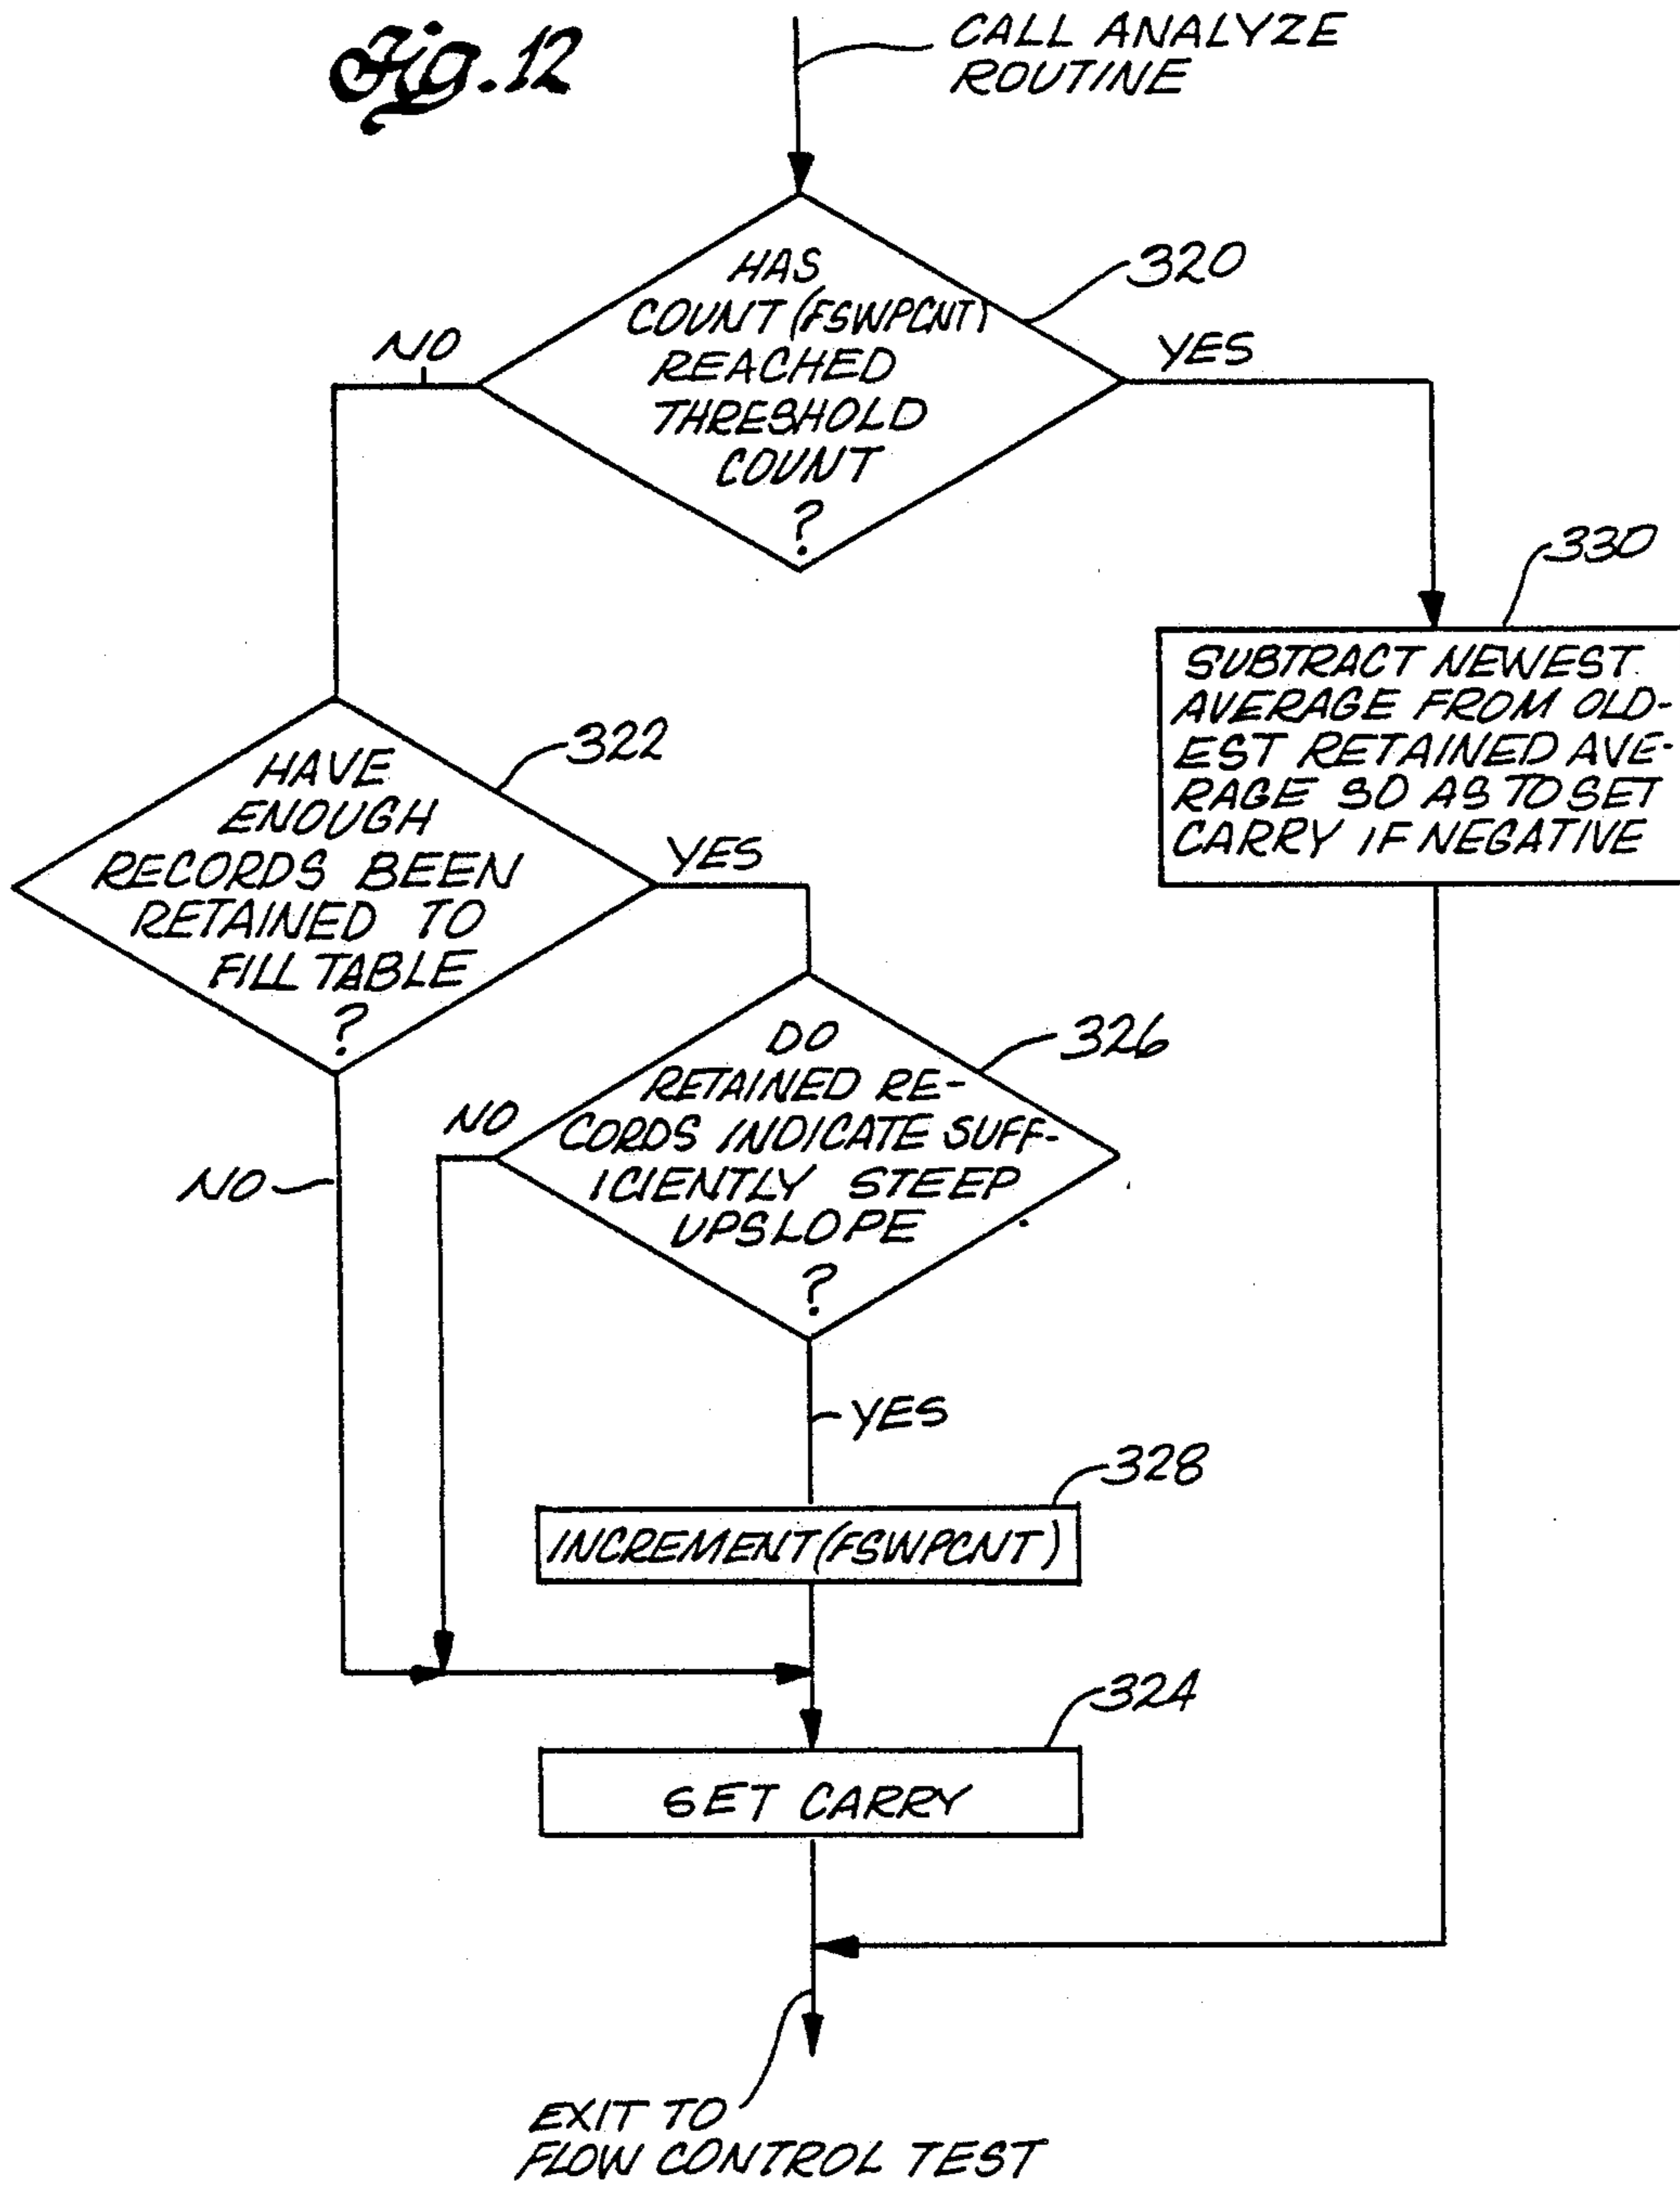 Fig. 12
CALL ANALYZE
ROUTINE
HAS
COUNT (FSWPCNT)
REACHED
THRESHOLD
COUNT
?
320
NO
YES
330
SUBTRACT NEWEST
AVERAGE FROM OLD-
EST RETAINED AVE-
RAGE SO AS TO SET
CARRY IF NEGATIVE
322
HAVE
ENOUGH
RECORDS BEEN
RETAINED TO
FILL TABLE
?
YES
NO
326
DO
RETAINED RE-
CORDS INDICATE SUFF-
ICIENTLY STEEP
UPSLOPE
?
NO
YES
328
INCREMENT (FSWPCNT)
324
SET CARRY
EXIT TO
FLOW CONTROL TEST